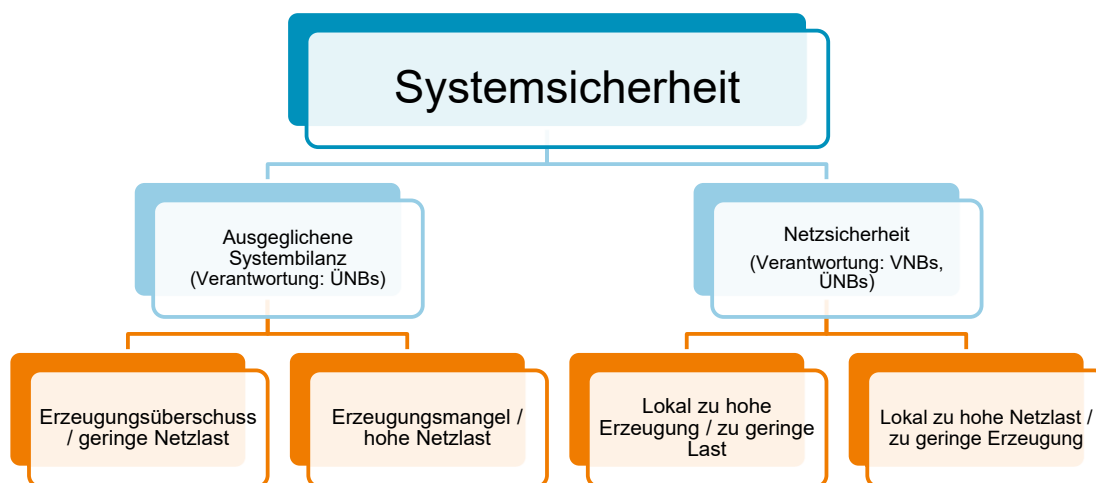 Systemsicherheit
Ausgeglichene
Systembilanz
(Verantwortung: ÜNBs)
Netzsicherheit
(Verantwortung: VNBs,
ÜNBs)
Erzeugungsüberschuss
/ geringe Netzlast
Erzeugungsmangel /
hohe Netzlast
Lokal zu hohe
Erzeugung / zu geringe
Last
Lokal zu hohe Netzlast /
zu geringe Erzeugung